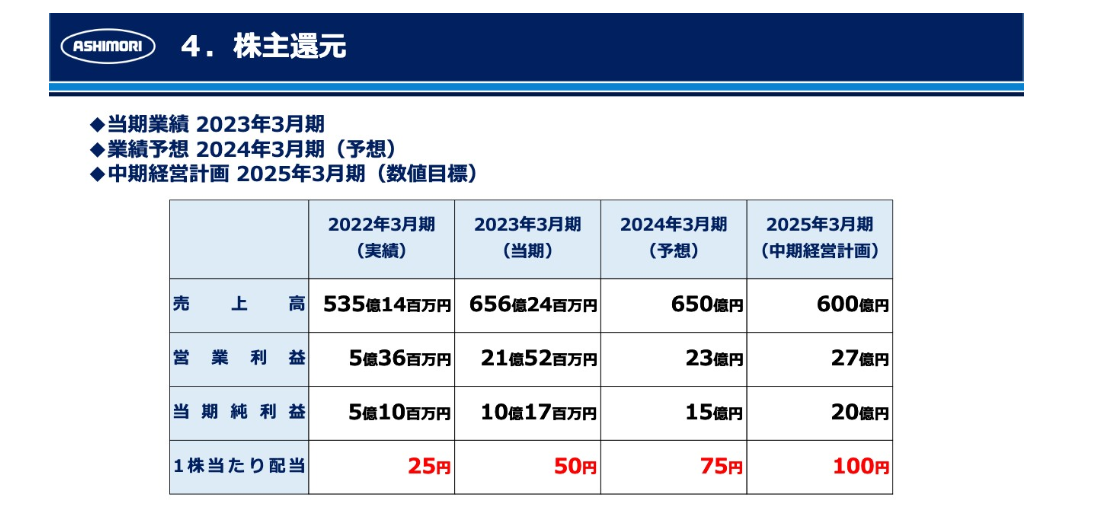 ASHIMORI
４．株主還元
◆当期業績 2023年3月期
◆業績予想 2024年3月期（予想）
◆中期経営計画 2025年3月期（数値目標）
2022年3月期 2023年3月期 2024年3月期 2025年3月期
（実績） （当期） （予想） （中期経営計画）
売上高 535億14百万円 656億24百万円 650億円 600億円
営業利益 5億36百万円 21億52百万円 23億円 27億円
当期純利益 5億10百万円 10億17百万円 15億円 20億円
1株当たり配当 25円 50円 75円 100円